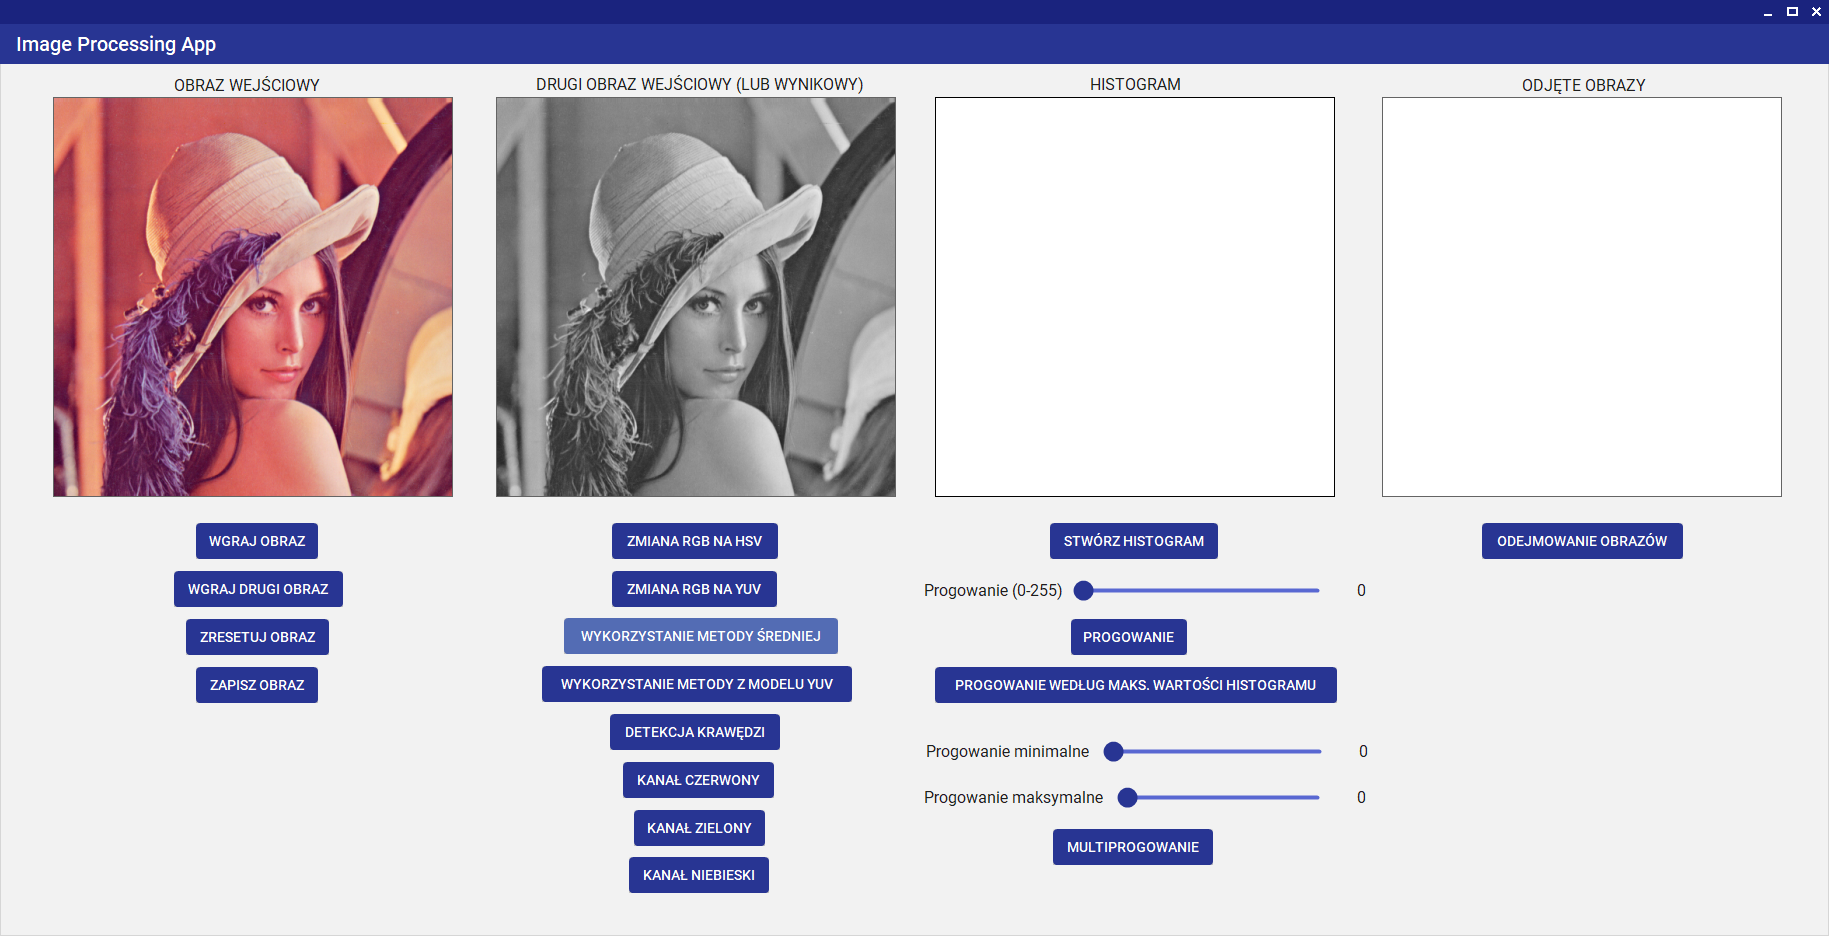 Image Processing App
OBRAZ WEJŚCIOWY
WGRAJ OBRAZ
WGRAJ DRUGI OBRAZ
ZRESETUJ OBRAZ
ZAPISZ OBRAZ
DRUGI OBRAZ WEJŚCIOWY (LUB WYNIKOWY)
ZMIANA RGB NA HSV
ZMIANA RGB NA YUV
WYKORZYSTANIE METODY ŚREDNIEJ
WYKORZYSTANIE METODY Z MODELU YUV
DETEKCJA KRAWĘDZI
KANAŁ CZERWONY
KANAŁ ZIELONY
KANAŁ NIEBIESKI
HISTOGRAM
STWÓRZ HISTOGRAM
Progowanie (0-255) 0
PROGOWANIE
PROGOWANIE WEDŁUG MAKS. WARTOŚCI HISTOGRAMU
Progowanie minimalne 0
Progowanie maksymalne 0
MULTIPROGOWANIE
ODJĘTE OBRAZY
ODEJMOWANIE OBRAZÓW